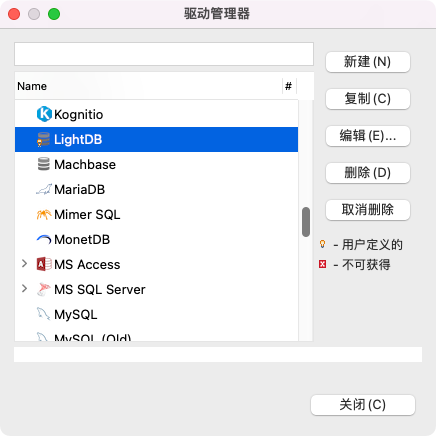 驱动管理器
新建(N)
Name #
复制(C)
Kognitio
LightDB
编辑(E)...
Machbase
删除(D)
MariaDB
Mimer SQL
取消删除
MonetDB
- 用户定义的
MS Access
- 不可获得
MS SQL Server
MySQL
MySQL (Old)
关闭(C)